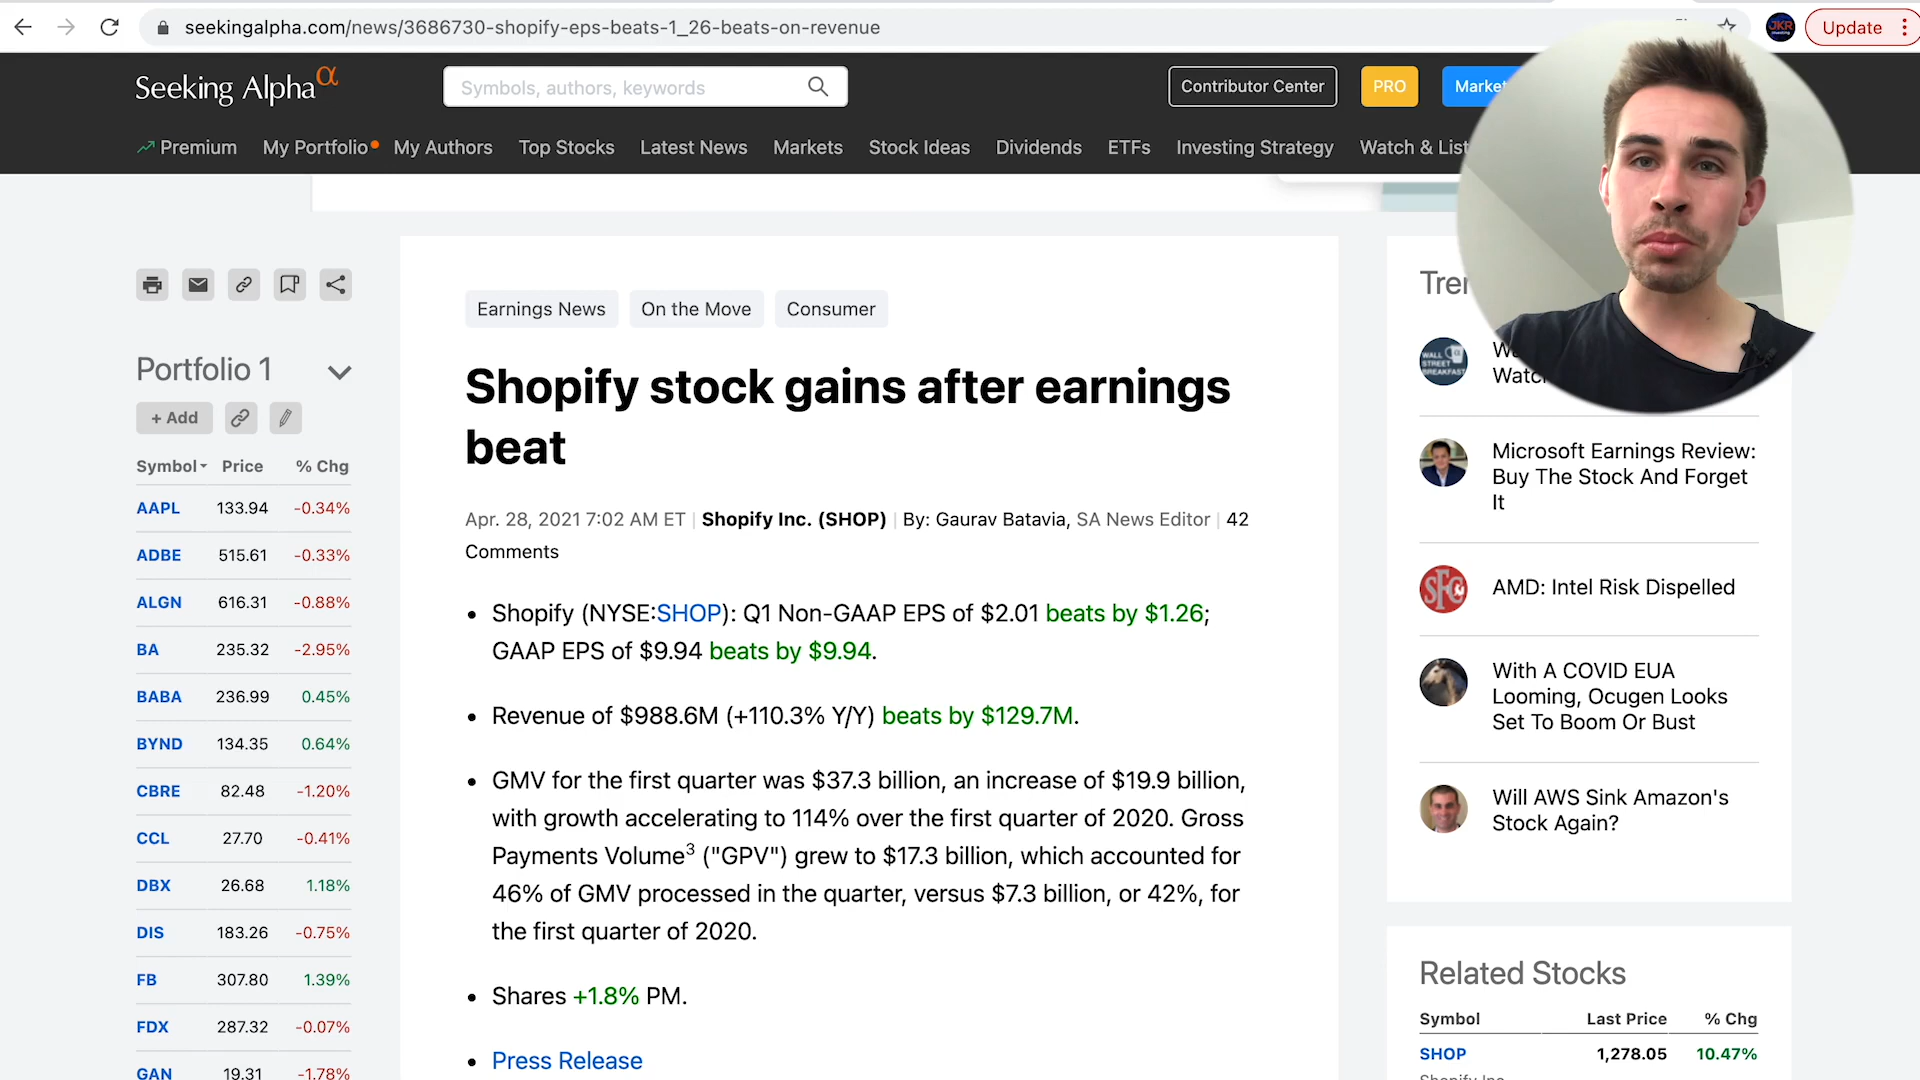 seekingalpha.com/news/3686730-shopify-eps-beats-1_26-beats-on-revenue
JKR
Update
Seeking Alpha α
Symbols, authors, keywords
Contributor Center
PRO
Premium
My Portfolio
My Authors
Top Stocks
Latest News
Markets
Stock Ideas
Dividends
ETFs
Investing Strategy
Watch &
Portfolio 1
+ Add
Symbol Price % Chg
AAPL 133.94 -0.34%
ADBE 515.61 -0.33%
ALGN 616.31 -0.88%
BA 235.32 -2.95%
BABA 236.99 0.45%
BYND 134.35 0.64%
CBRE 82.48 -1.20%
CCL 27.70 -0.41%
DBX 26.68 1.18%
DIS 183.26 -0.75%
FB 307.80 1.39%
FDX 287.32 -0.07%
GAN 19.31 -1.78%
Earnings News
On the Move
Consumer
Shopify stock gains after earnings
beat
Apr. 28, 2021 7:02 AM ET | Shopify Inc. (SHOP) | By: Gaurav Batavia, SA News Editor | 42
Comments
• Shopify (NYSE:SHOP): Q1 Non-GAAP EPS of $2.01 beats by $1.26;
GAAP EPS of $9.94 beats by $9.94.
• Revenue of $988.6M (+110.3% Y/Y) beats by $129.7M.
• GMV for the first quarter was $37.3 billion, an increase of $19.9 billion,
with growth accelerating to 114% over the first quarter of 2020. Gross
Payments Volume³ ("GPV") grew to $17.3 billion, which accounted for
46% of GMV processed in the quarter, versus $7.3 billion, or 42%, for
the first quarter of 2020.
• Shares +1.8% PM.
• Press Release
WALL STREET BREAKFAST
Microsoft Earnings Review:
Buy The Stock And Forget
It
SFG
AMD: Intel Risk Dispelled
With A COVID EUA
Looming, Ocugen Looks
Set To Boom Or Bust
Will AWS Sink Amazon's
Stock Again?
Related Stocks
Symbol Last Price % Chg
SHOP 1,278.05 10.47%